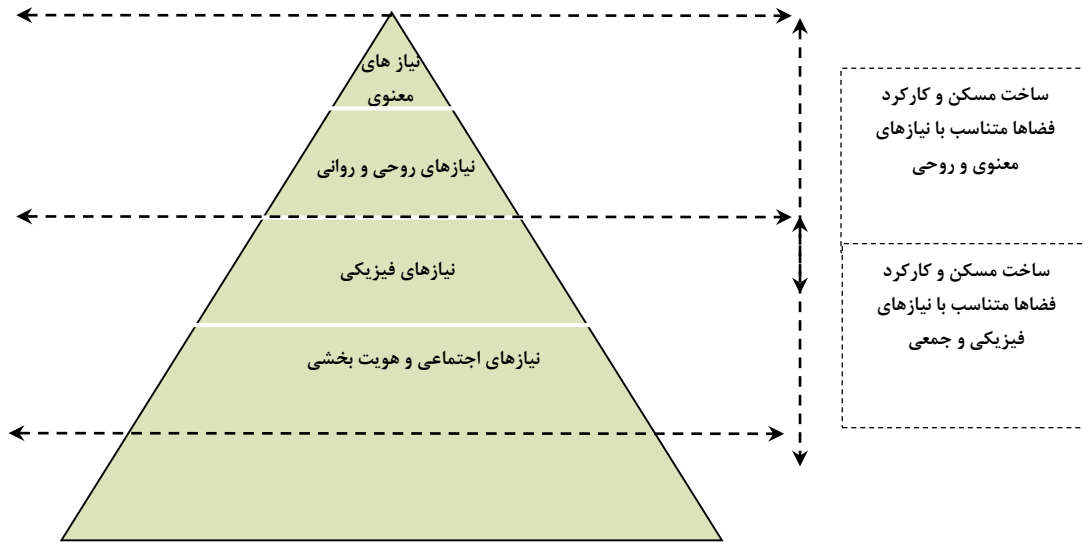 نیاز های
معنوی
نیازهای روحی و روانی
نیازهای فیزیکی
نیازهای اجتماعی و هویت بخشی
ساخت مسکن و کارکرد
فضاها متناسب با نیازهای
معنوی و روحی
ساخت مسکن و کارکرد
فضاها متناسب با نیازهای
فیزیکی و جمعی